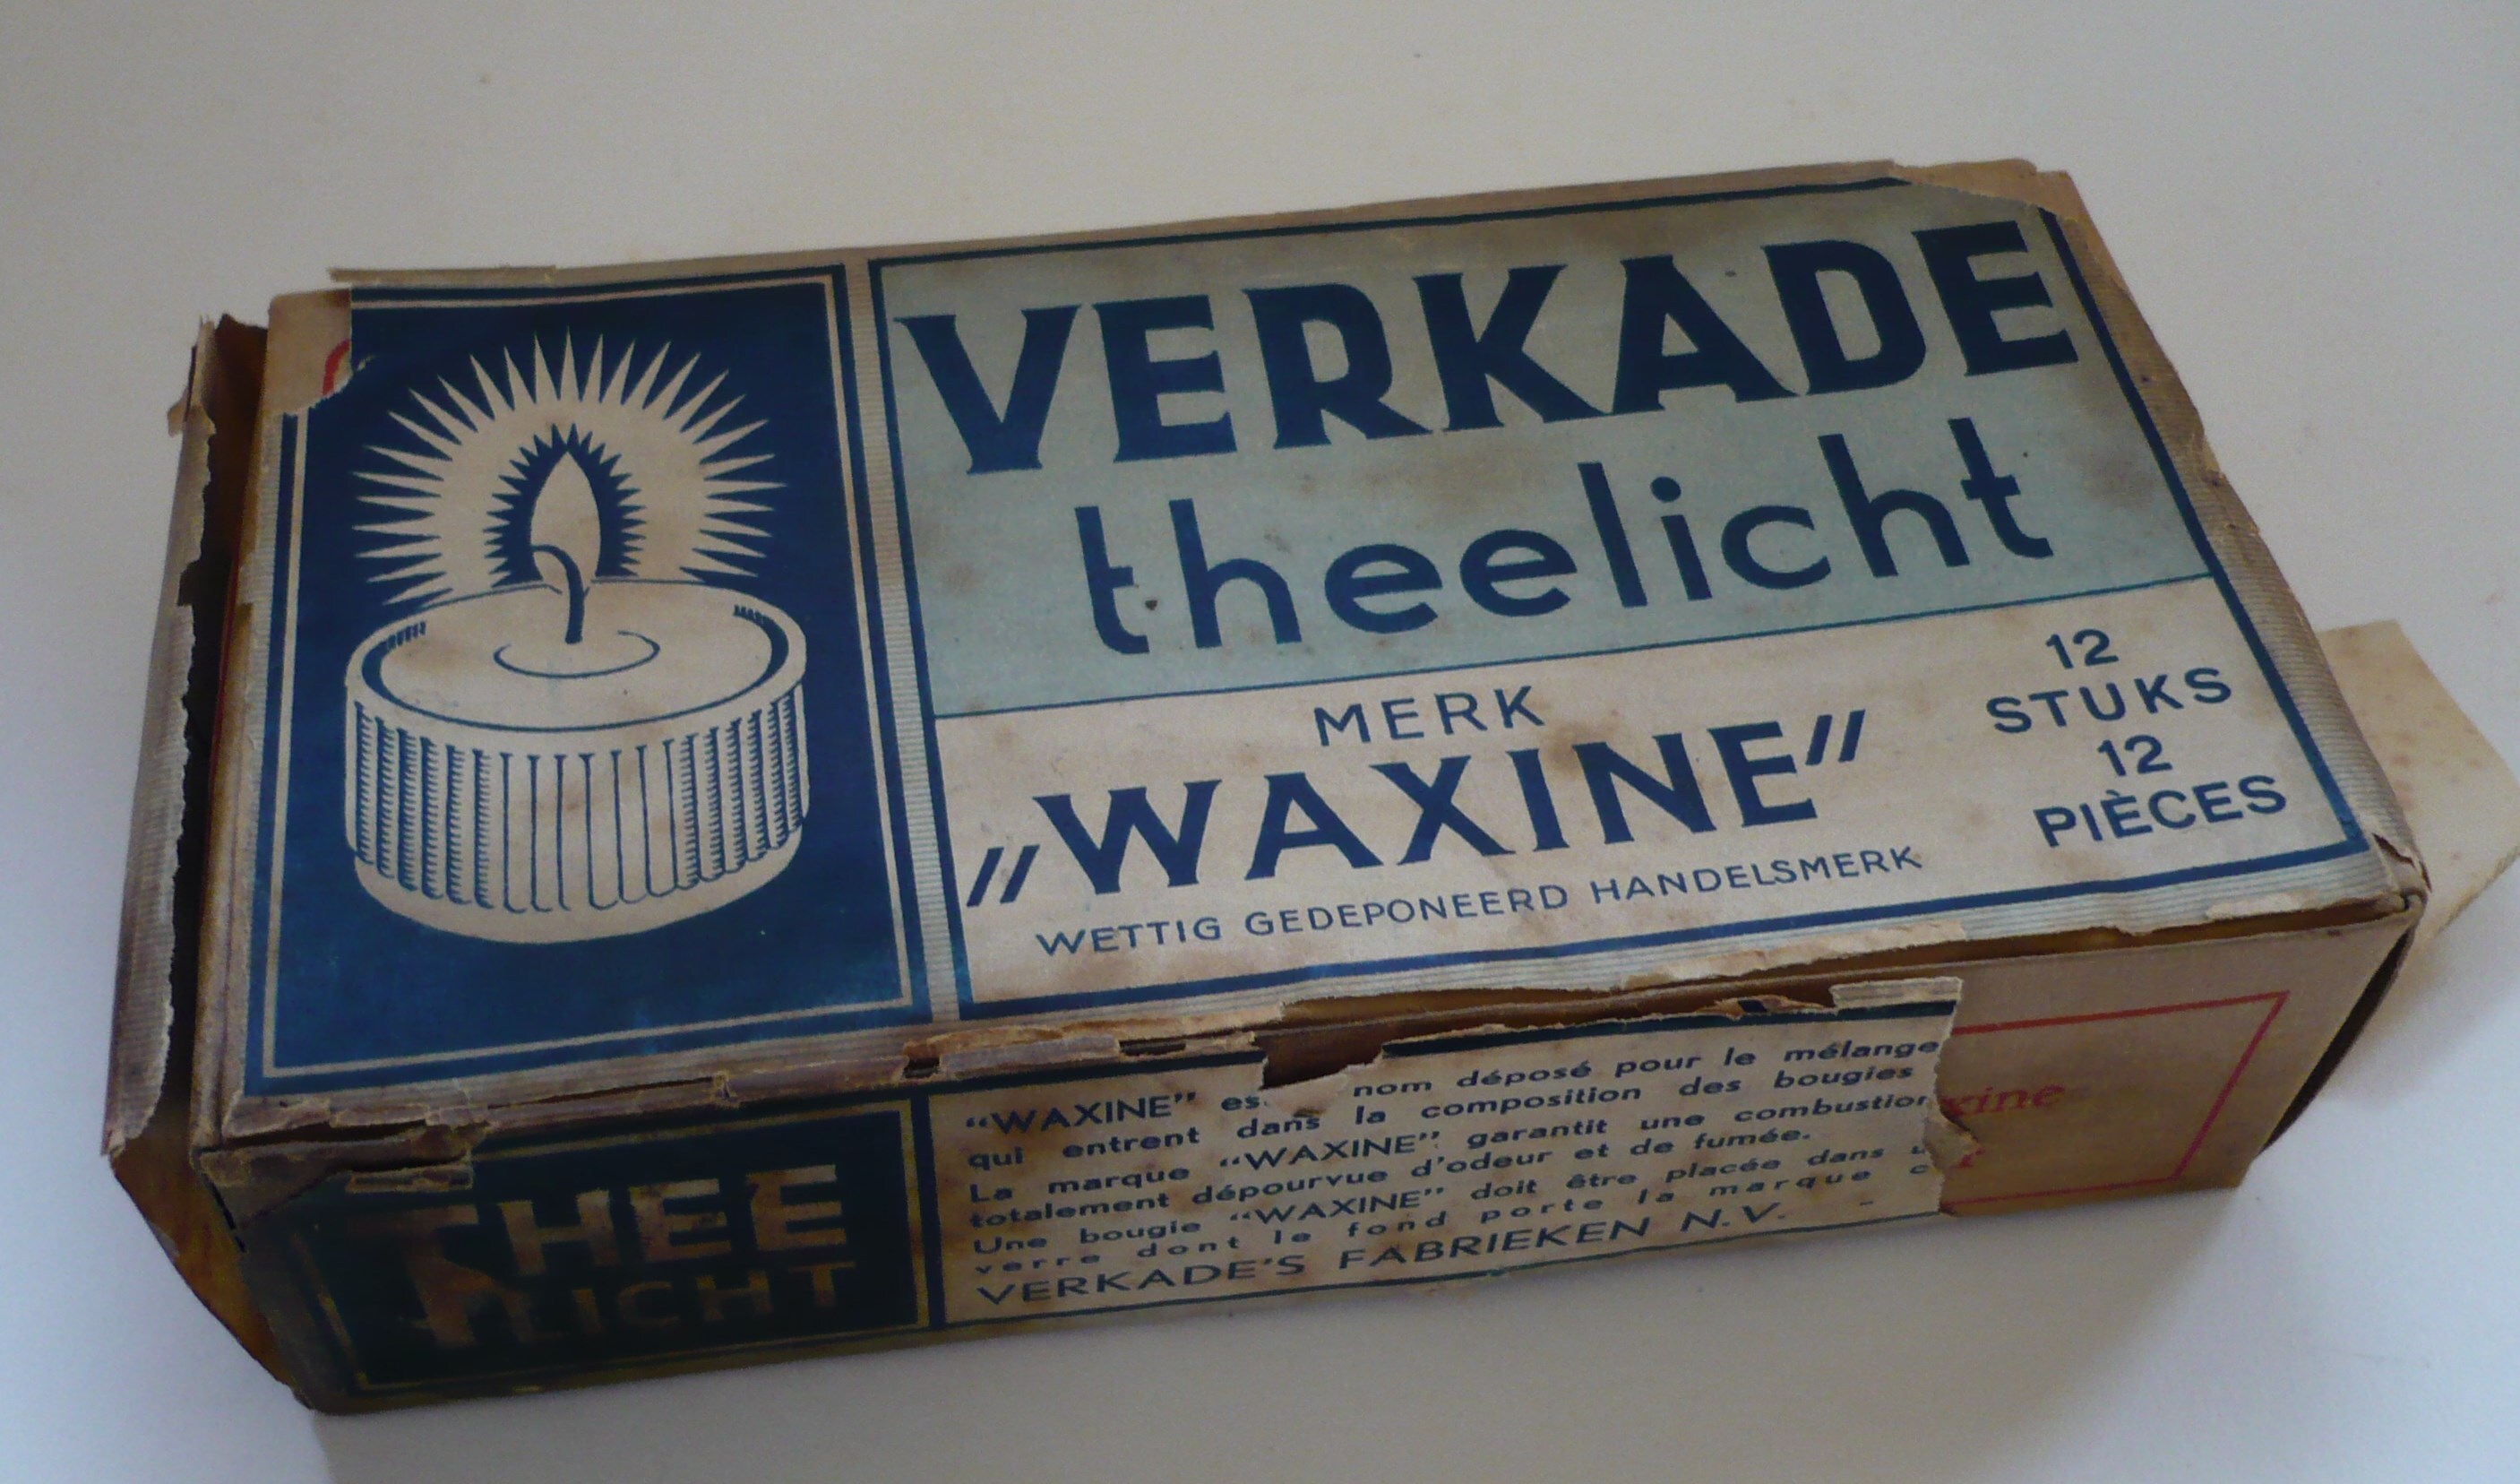 VERKADE
theelicht
MERK
„WAXINE”
WETTIG GEDEPONEERD HANDELSMERK
12
STUKS
12
PIÈCES
THEE
LICHT
“WAXINE” es nom déposé pour le mélange
qui entrent dans la composition des bougies
La marque “WAXINE” garantit une combustion
totalement dépourvue d'odeur et de fumée.
Une bougie “WAXINE” doit être placée dans
verre dont le fond porte la marque
VERKADE'S FABRIEKEN N.V.
xine